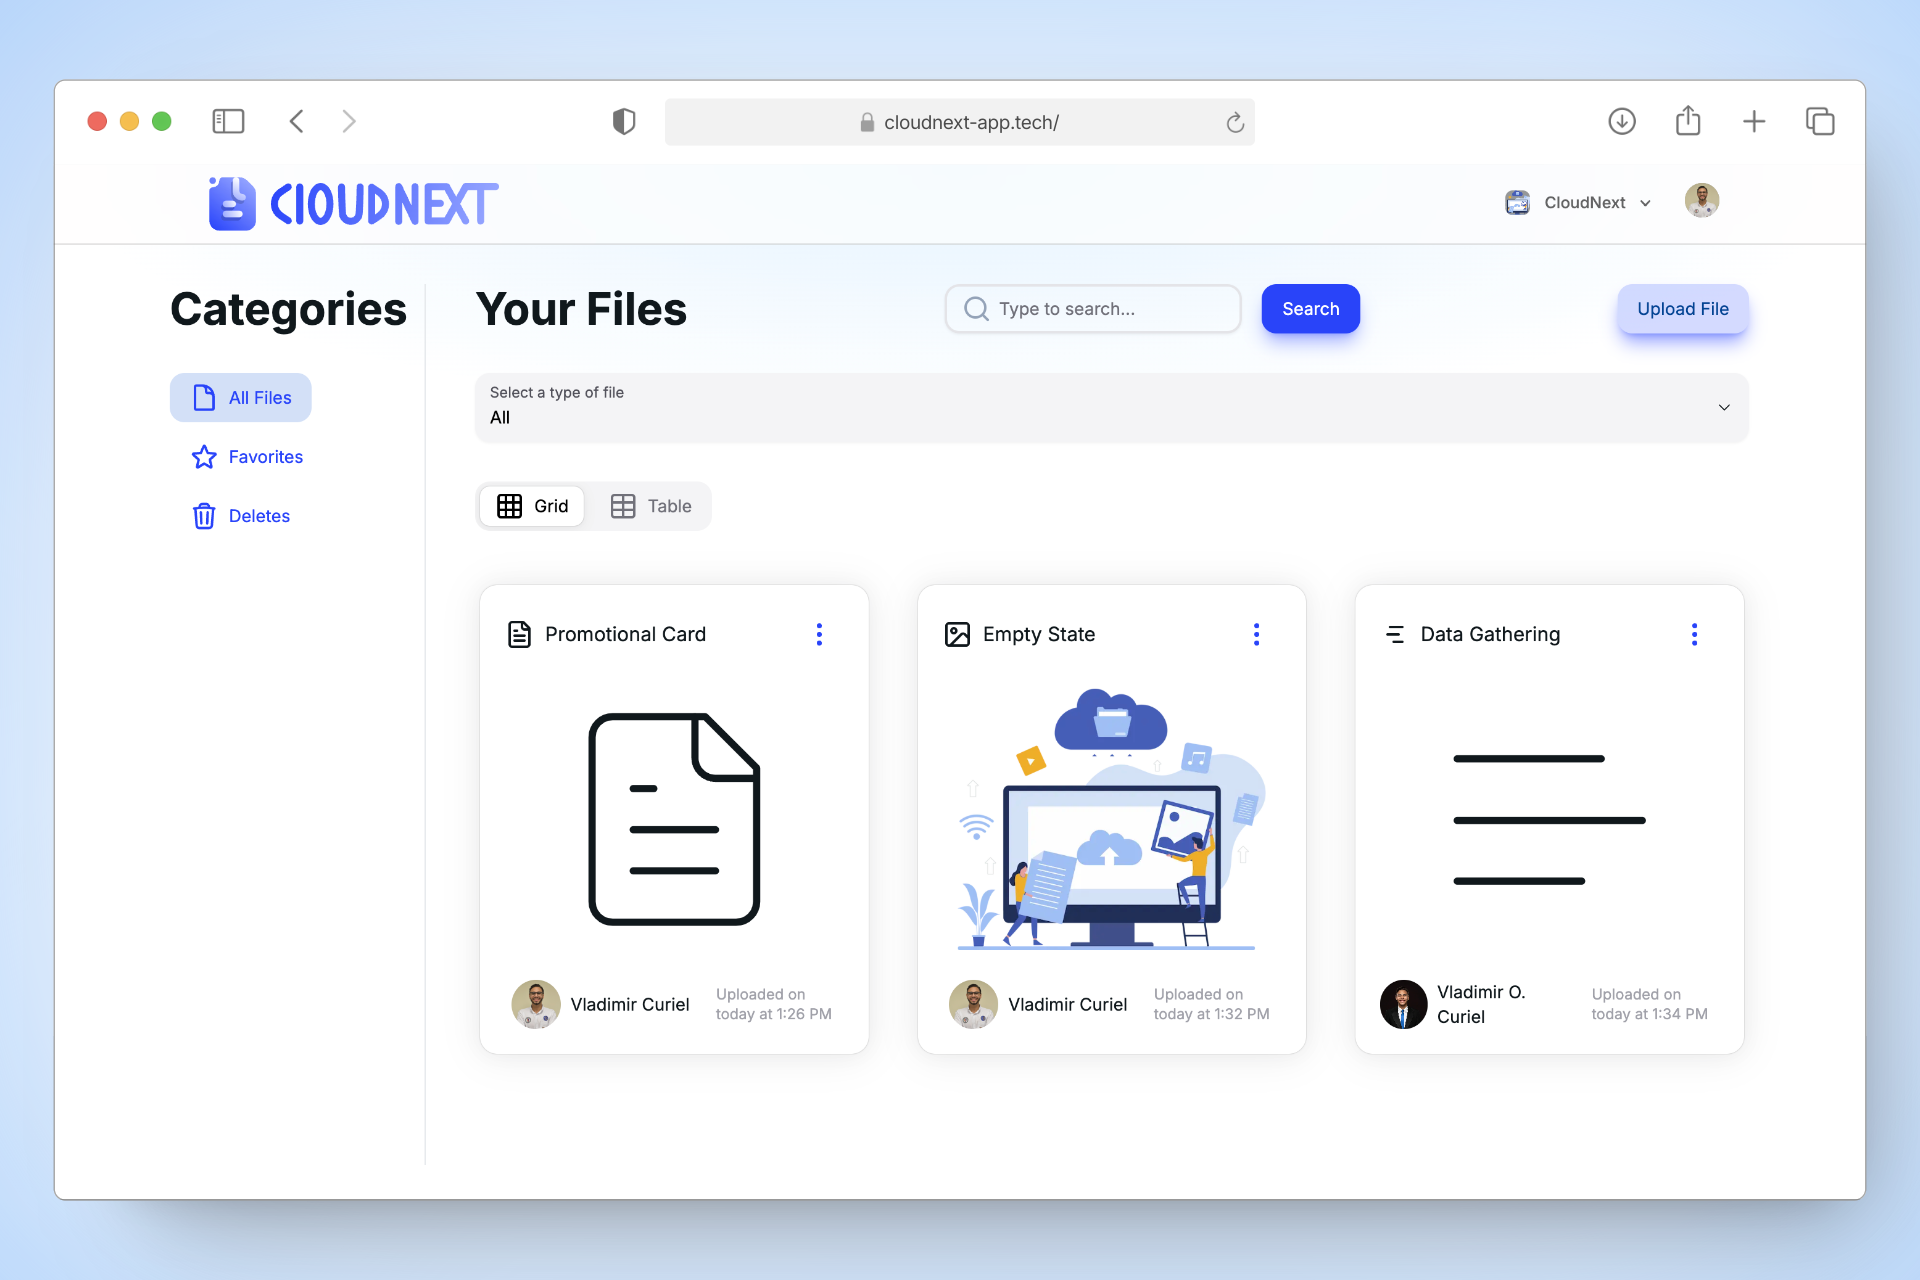 cloudnext-app.tech/
CLOUDNEXT
CloudNext
Categories
Your Files
Type to search...
Search
Upload File
All Files
Favorites
Deletes
Select a type of file
All
Grid
Table
Promotional Card
Vladimir Curiel
Uploaded on
today at 1:26 PM
Empty State
Vladimir Curiel
Uploaded on
today at 1:32 PM
Data Gathering
Vladimir O.
Curiel
Uploaded on
today at 1:34 PM